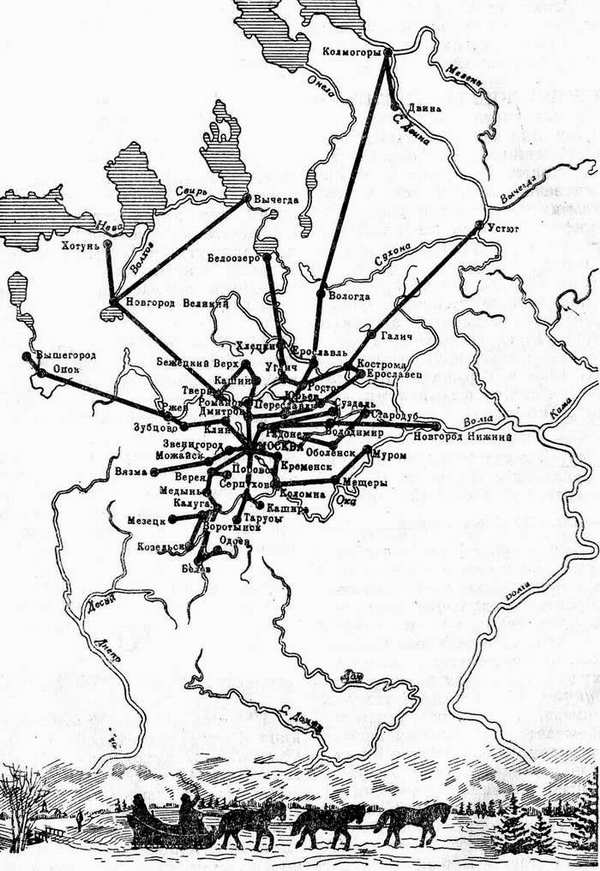 Колмогоры
Мезень
Онега
Двина
С. Двина
Вычегда
Свирь
Вычегда
Нева
Устюг
Хотунь
Волхов
Сухона
Белоозеро
Вологда
Новгород Великий
Галич
Хлепень
Ярославль
Вышегород
Бежецкий Верх
Углич
Кострома
Опок
Кашин
Ростов
Ярославец
Кама
Тверь
Юрьев
Ржев
Романов
Переславль
Суздаль
Дмитров
Стародуб
Волга
Зубцово
Клин
Радонеж
Володимир
Новгород Нижний
Звенигород
МОСКВА
Оболенск
Муром
Можайск
Кременск
Вязма
Верея
Боровск
Мещеры
Серпухов
Медынь
Коломна
Ока
Калуга
Кашира
Мезецк
Воротынск
Тарусы
Козельск
Одоев
Белев
Десна
Волга
Днепр
Дон
С. Донец